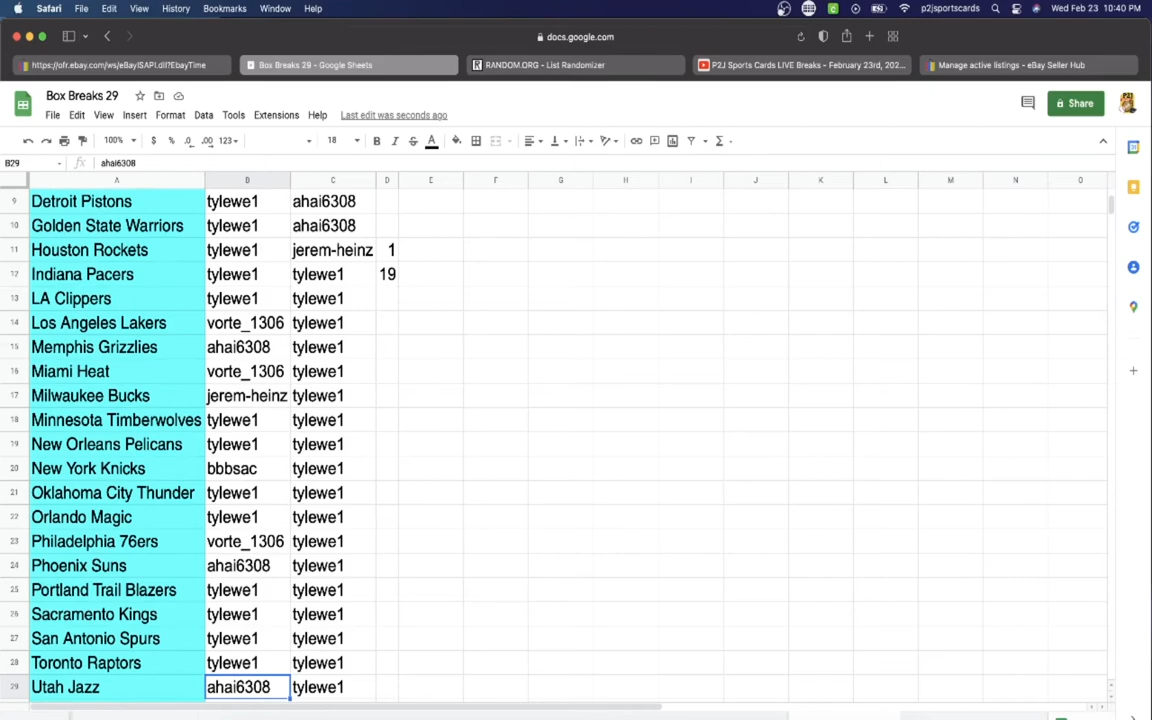 Safari File Edit View History Bookmarks Window Help p2jsportscards Wed Feb 23 10:40 PM
docs.google.com
https://ofr.ebay.com/ws/eBayISAPI.dll?EbayTime Box Breaks 29 - Google Sheets RANDOM.ORG - List Randomizer P2J Sports Cards LIVE Breaks - February 23rd, 202... Manage active listings - eBay Seller Hub
Box Breaks 29
File Edit View Insert Format Data Tools Extensions Help Last edit was seconds ago Share
100% $ % .0 .00 123 18 B I S A
B29 fx ahai6308
A B C D E F G H I J K L M N O
9 Detroit Pistons tylewe1 ahai6308
10 Golden State Warriors tylewe1 ahai6308
11 Houston Rockets tylewe1 jerem-heinz 1
12 Indiana Pacers tylewe1 tylewe1 19
13 LA Clippers tylewe1 tylewe1
14 Los Angeles Lakers vorte_1306 tylewe1
15 Memphis Grizzlies ahai6308 tylewe1
16 Miami Heat vorte_1306 tylewe1
17 Milwaukee Bucks jerem-heinz tylewe1
18 Minnesota Timberwolves tylewe1 tylewe1
19 New Orleans Pelicans tylewe1 tylewe1
20 New York Knicks bbbsac tylewe1
21 Oklahoma City Thunder tylewe1 tylewe1
22 Orlando Magic tylewe1 tylewe1
23 Philadelphia 76ers vorte_1306 tylewe1
24 Phoenix Suns ahai6308 tylewe1
25 Portland Trail Blazers tylewe1 tylewe1
26 Sacramento Kings tylewe1 tylewe1
27 San Antonio Spurs tylewe1 tylewe1
28 Toronto Raptors tylewe1 tylewe1
29 Utah Jazz ahai6308 tylewe1